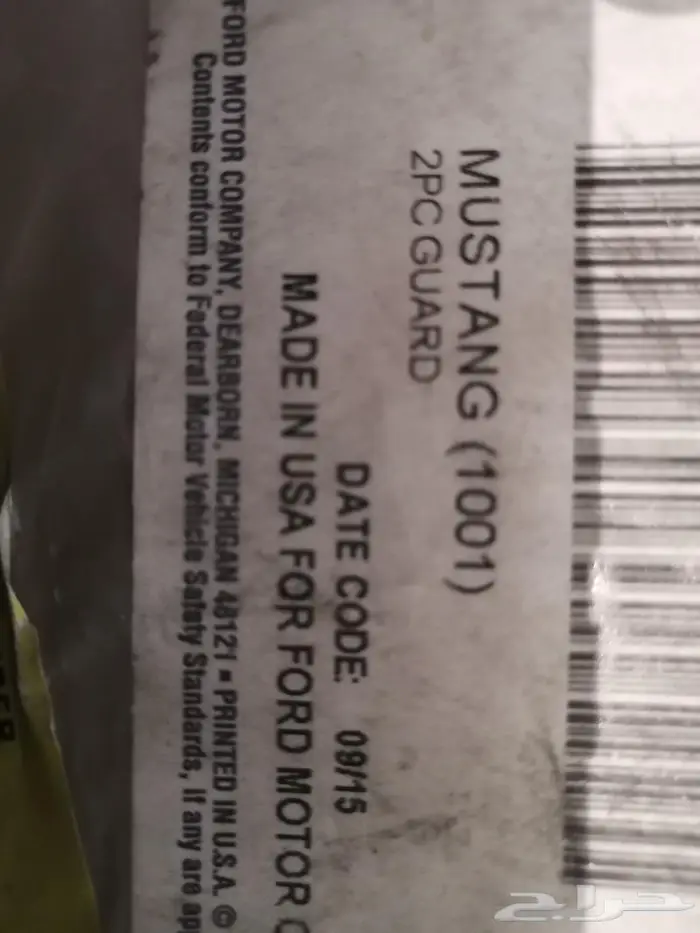 MUSTANG (1001)
2PC GUARD
DATE CODE: 09/15
MADE IN USA FOR FORD MOTOR
FORD MOTOR COMPANY, DEARBORN, MICHIGAN 48121 - PRINTED IN U.S.A. ©
Contents conform to Federal Motor Vehicle Safety Standards, if any are
حراج